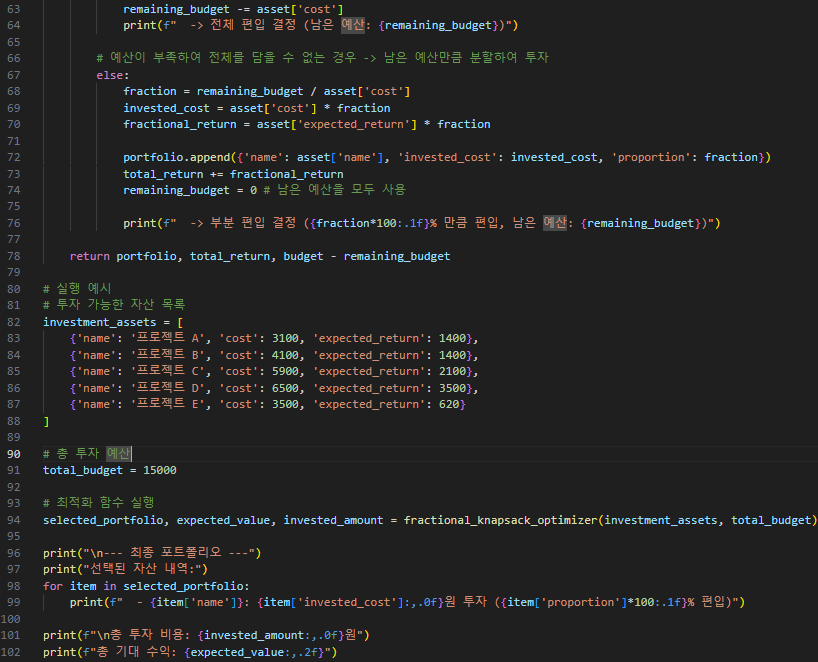 63 remaining_budget -= asset['cost']
64 print(f"  -> 전체 편입 결정 (남은 예산: {remaining_budget})")
65
66 # 예산이 부족하여 전체를 담을 수 없는 경우 -> 남은 예산만큼 분할하여 투자
67 else:
68 fraction = remaining_budget / asset['cost']
69 invested_cost = asset['cost'] * fraction
70 fractional_return = asset['expected_return'] * fraction
71
72 portfolio.append({'name': asset['name'], 'invested_cost': invested_cost, 'proportion': fraction})
73 total_return += fractional_return
74 remaining_budget = 0 # 남은 예산을 모두 사용
75
76 print(f"  -> 부분 편입 결정 ({fraction*100:.1f}% 만큼 편입, 남은 예산: {remaining_budget})")
77
78 return portfolio, total_return, budget - remaining_budget
79
80 # 실행 예시
81 # 투자 가능한 자산 목록
82 investment_assets = [
83 {'name': '프로젝트 A', 'cost': 3100, 'expected_return': 1400},
84 {'name': '프로젝트 B', 'cost': 4100, 'expected_return': 1400},
85 {'name': '프로젝트 C', 'cost': 5900, 'expected_return': 2100},
86 {'name': '프로젝트 D', 'cost': 6500, 'expected_return': 3500},
87 {'name': '프로젝트 E', 'cost': 3500, 'expected_return': 620}
88 ]
89
90 # 총 투자 예산
91 total_budget = 15000
92
93 # 최적화 함수 실행
94 selected_portfolio, expected_value, invested_amount = fractional_knapsack_optimizer(investment_assets, total_budget)
95
96 print("\n--- 최종 포트폴리오 ---")
97 print("선택된 자산 내역:")
98 for item in selected_portfolio:
99 print(f"  - {item['name']}: {item['invested_cost']:,.0f}원 투자 ({item['proportion']*100:.1f}% 편입)")
100
101 print(f"\n총 투자 비용: {invested_amount:,.0f}원")
102 print(f"총 기대 수익: {expected_value:,.2f}")